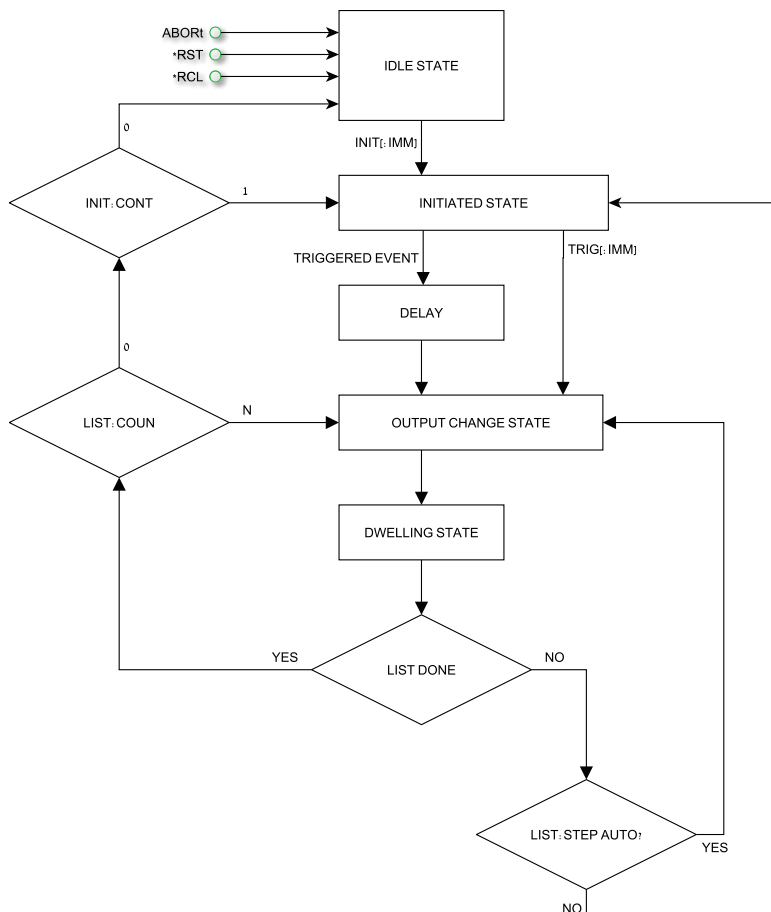 ABORt
*RST
*RCL
IDLE STATE
0
INIT[:IMM]
INIT:CONT
1
INITIATED STATE
TRIGGERED EVENT
TRIG[:IMM]
DELAY
0
LIST:COUN
N
OUTPUT CHANGE STATE
DWELLING STATE
YES
LIST DONE
NO
LIST:STEP AUTO?
YES
NO